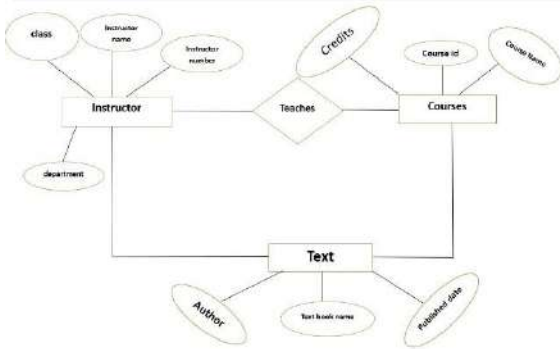 class
Instructor
name
Instructor
number
Credits
Course id
Course Name
Instructor
Teaches
Courses
department
Text
Author
Text book name
Published date